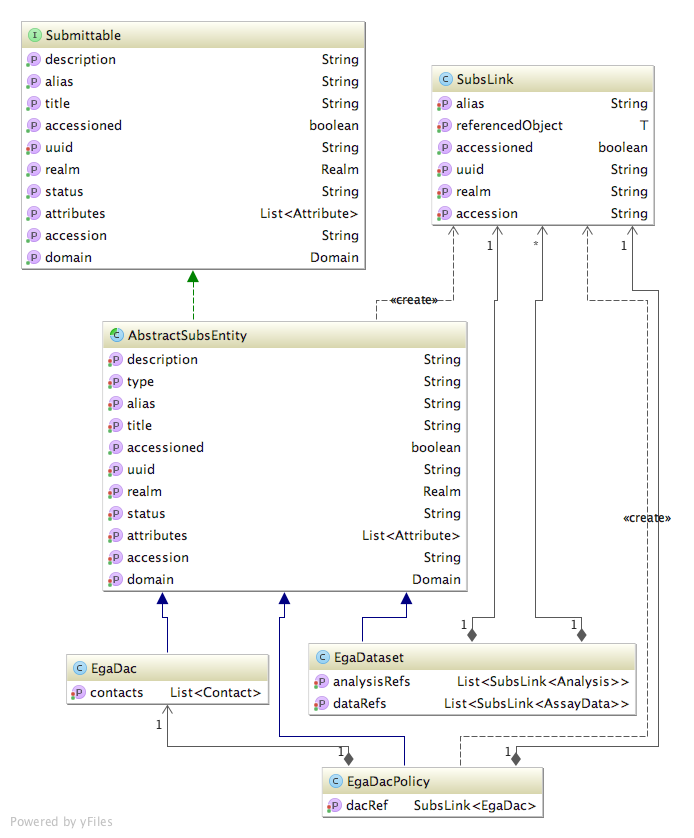 I Submittable
P description String
P alias String
P title String
P accessioned boolean
P uuid String
P realm Realm
P status String
P attributes List<Attribute>
P accession String
P domain Domain
C SubsLink
P alias String
P referencedObject T
P accessioned boolean
P uuid String
P realm String
P accession String
1 * 1
«create»
C AbstractSubsEntity
P description String
P type String
P alias String
P title String
P accessioned boolean
P uuid String
P realm Realm
P status String
P attributes List<Attribute>
P accession String
P domain Domain
«create»
1 1
C EgaDac
P contacts List<Contact>
C EgaDataset
P analysisRefs List<SubsLink<Analysis>>
P dataRefs List<SubsLink<AssayData>>
1
1 1
C EgaDacPolicy
P dacRef SubsLink<EgaDac>
Powered by yFiles